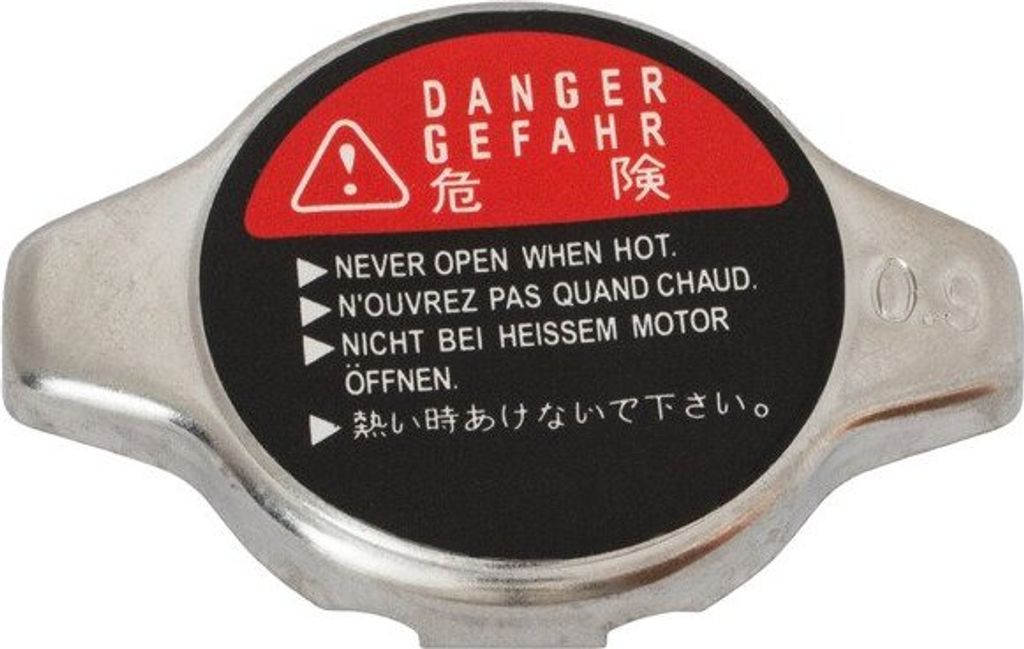 DANGER
GEFAHR
危 険
NEVER OPEN WHEN HOT.
N'OUVREZ PAS QUAND CHAUD.
NICHT BEI HEISSEM MOTOR
ÖFFNEN.
熱い時あけないで下さい。
0.9